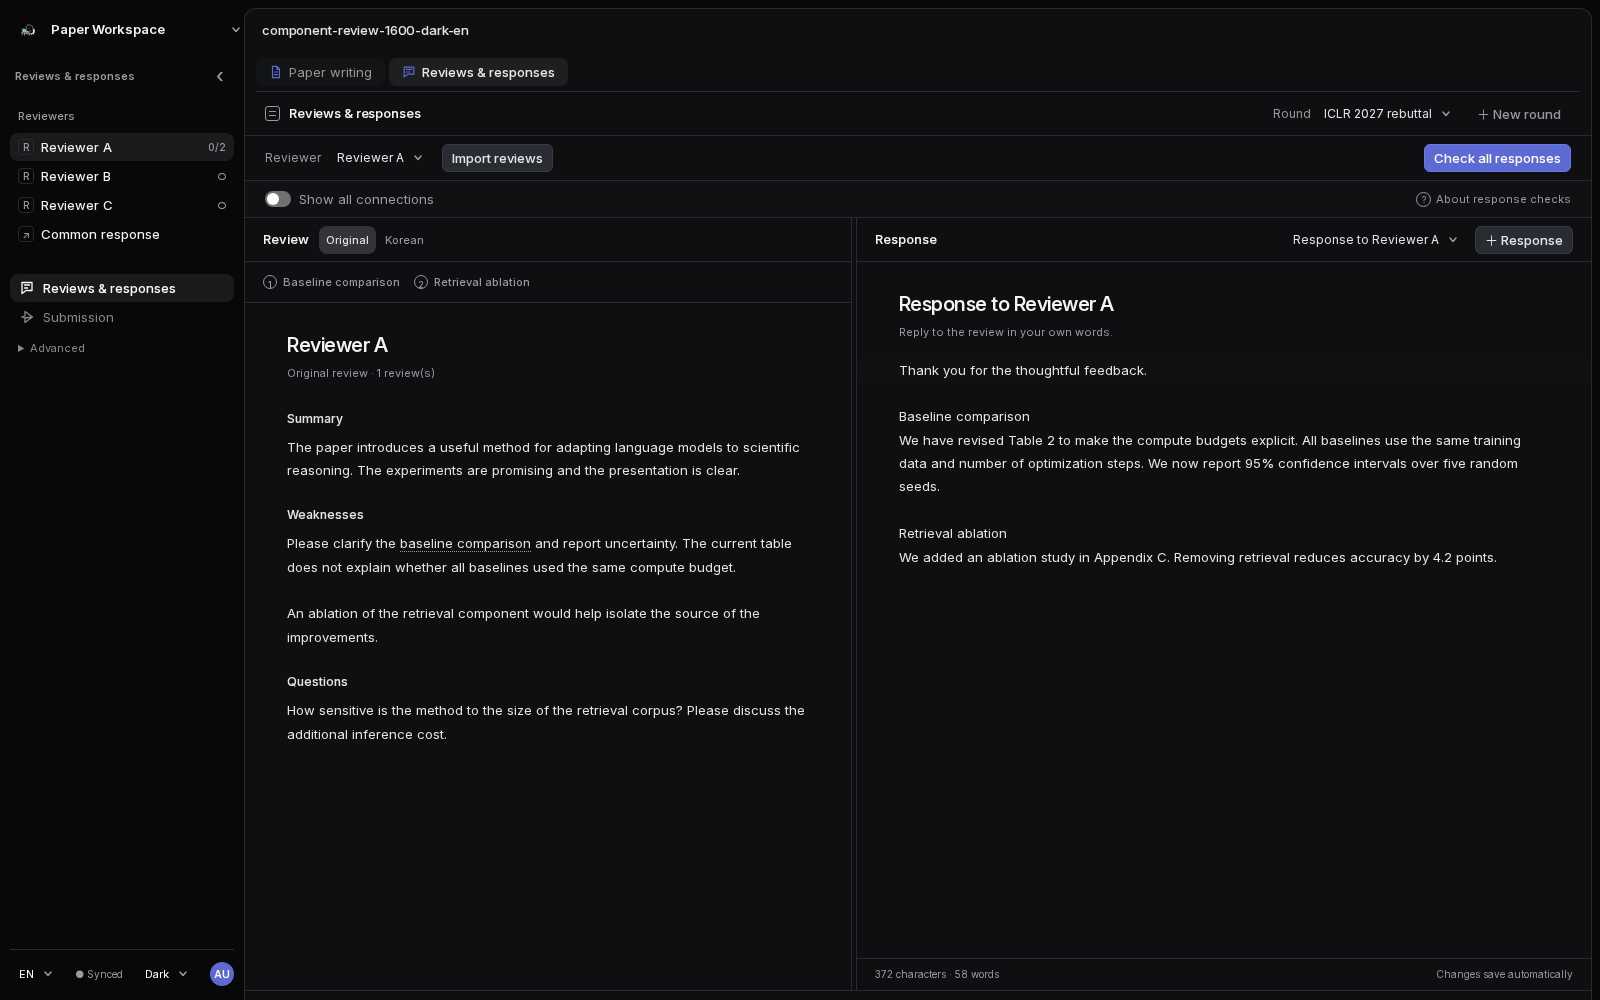 Paper Workspace
Reviews & responses
Reviewers
R Reviewer A 0/2
R Reviewer B
R Reviewer C
Common response
Reviews & responses
Submission
Advanced
EN Synced Dark AU
component-review-1600-dark-en
Paper writing Reviews & responses
Reviews & responses Round ICLR 2027 rebuttal New round
Reviewer Reviewer A Import reviews Check all responses
Show all connections ? About response checks
Review Original Korean
1 Baseline comparison 2 Retrieval ablation
Reviewer A
Original review · 1 review(s)
Summary
The paper introduces a useful method for adapting language models to scientific
reasoning. The experiments are promising and the presentation is clear.
Weaknesses
Please clarify the baseline comparison and report uncertainty. The current table
does not explain whether all baselines used the same compute budget.
An ablation of the retrieval component would help isolate the source of the
improvements.
Questions
How sensitive is the method to the size of the retrieval corpus? Please discuss the
additional inference cost.
Response Response to Reviewer A + Response
Response to Reviewer A
Reply to the review in your own words.
Thank you for the thoughtful feedback.
Baseline comparison
We have revised Table 2 to make the compute budgets explicit. All baselines use the same training
data and number of optimization steps. We now report 95% confidence intervals over five random
seeds.
Retrieval ablation
We added an ablation study in Appendix C. Removing retrieval reduces accuracy by 4.2 points.
372 characters · 58 words Changes save automatically